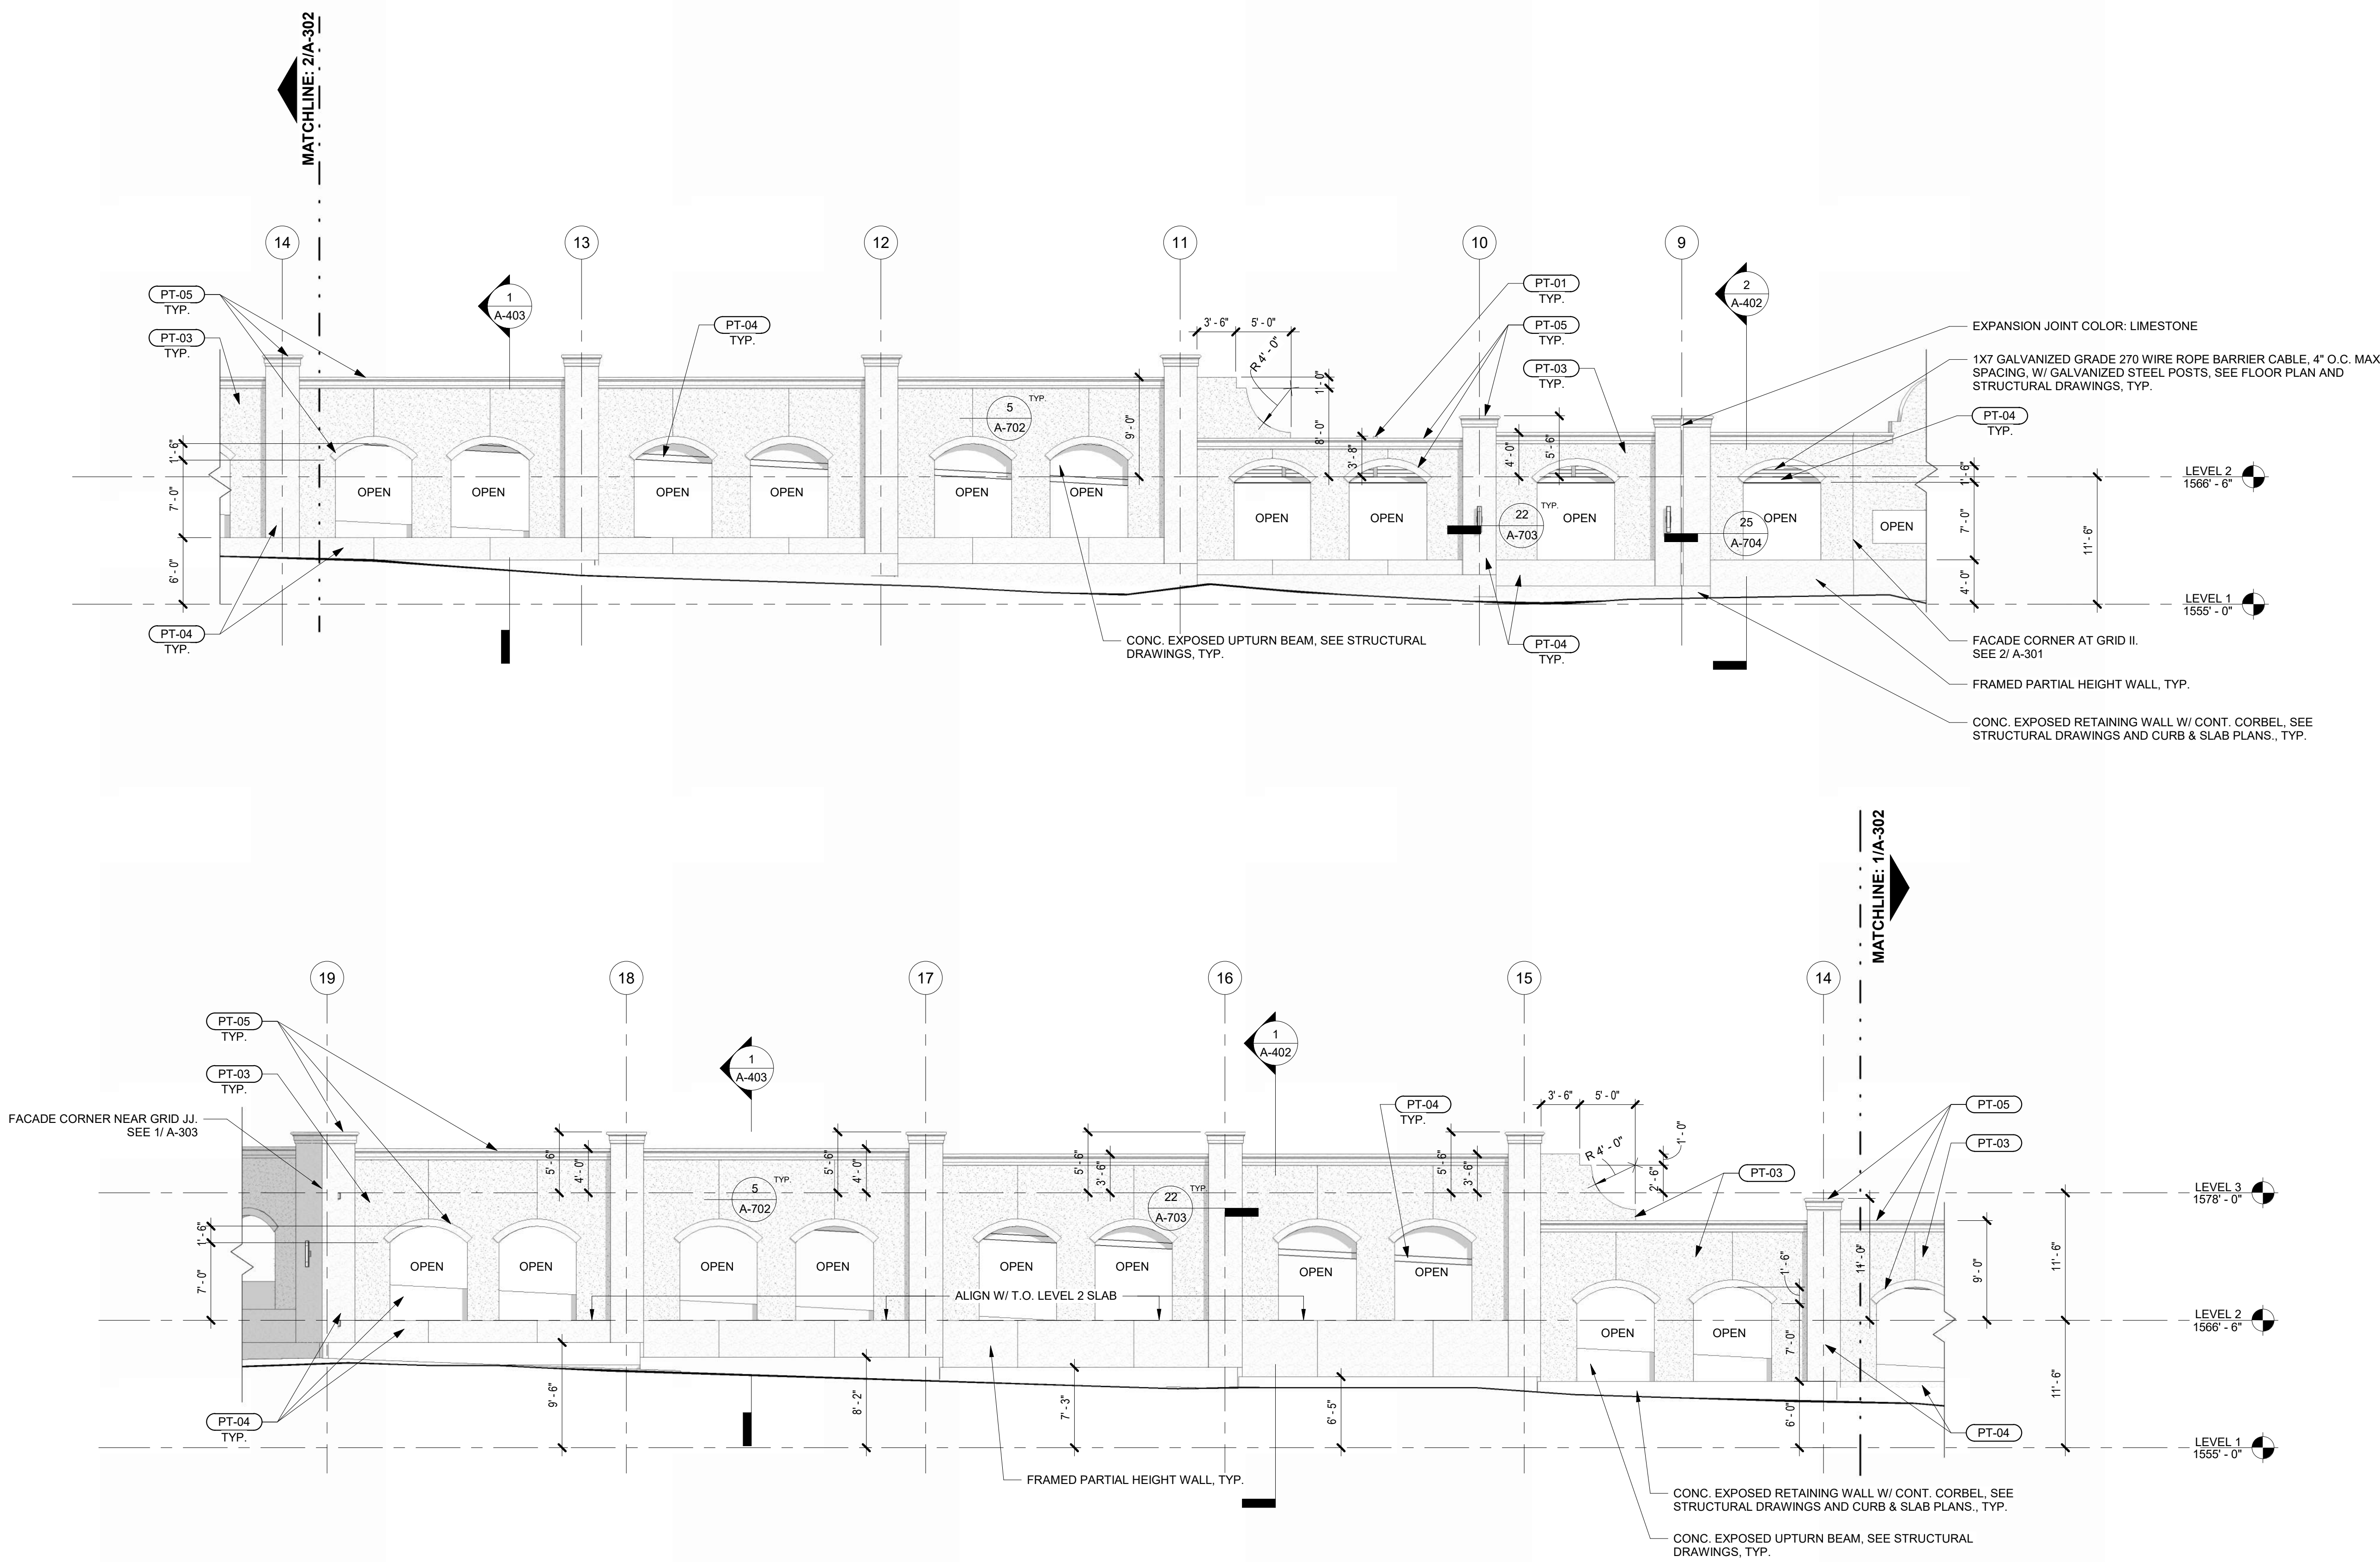 MATCHLINE: 2/A-302
14
13
12
11
10
9
PT-05
TYP.
PT-03
TYP.
1
A-403
PT-04
TYP.
3' - 6"
5' - 0"
R 4' - 0"
1' - 0"
8' - 0"
9' - 0"
5
A-702
TYP.
PT-01
TYP.
PT-05
TYP.
PT-03
TYP.
2
A-402
EXPANSION JOINT COLOR: LIMESTONE
1X7 GALVANIZED GRADE 270 WIRE ROPE BARRIER CABLE, 4" O.C. MAX
SPACING, W/ GALVANIZED STEEL POSTS, SEE FLOOR PLAN AND
STRUCTURAL DRAWINGS, TYP.
PT-04
TYP.
3' - 8"
4' - 0"
5' - 6"
1' - 6"
7' - 0"
6' - 0"
OPEN
OPEN
OPEN
OPEN
OPEN
OPEN
OPEN
OPEN
OPEN
OPEN
OPEN
22
A-703
TYP.
25
A-704
1' - 6"
7' - 0"
4' - 0"
11' - 6"
LEVEL 2
1566' - 6"
LEVEL 1
1555' - 0"
PT-04
TYP.
CONC. EXPOSED UPTURN BEAM, SEE STRUCTURAL
DRAWINGS, TYP.
PT-04
TYP.
FACADE CORNER AT GRID II.
SEE 2/ A-301
FRAMED PARTIAL HEIGHT WALL, TYP.
CONC. EXPOSED RETAINING WALL W/ CONT. CORBEL, SEE
STRUCTURAL DRAWINGS AND CURB & SLAB PLANS., TYP.
MATCHLINE: 1/A-302
19
18
17
16
15
14
PT-05
TYP.
PT-03
TYP.
FACADE CORNER NEAR GRID JJ.
SEE 1/ A-303
1
A-403
1
A-402
PT-04
TYP.
3' - 6"
5' - 0"
R 4' - 0"
1' - 0"
2' - 6"
PT-05
PT-03
PT-03
5' - 6"
4' - 0"
5' - 6"
4' - 0"
5' - 6"
3' - 6"
5' - 6"
3' - 6"
5
A-702
TYP.
22
A-703
TYP.
LEVEL 3
1578' - 0"
1' - 6"
7' - 0"
OPEN
OPEN
OPEN
OPEN
OPEN
OPEN
OPEN
OPEN
OPEN
OPEN
ALIGN W/ T.O. LEVEL 2 SLAB
1' - 6"
7' - 0"
6' - 0"
14' - 0"
9' - 0"
11' - 6"
11' - 6"
LEVEL 2
1566' - 6"
9' - 6"
8' - 2"
7' - 3"
6' - 5"
PT-04
TYP.
PT-04
LEVEL 1
1555' - 0"
FRAMED PARTIAL HEIGHT WALL, TYP.
CONC. EXPOSED RETAINING WALL W/ CONT. CORBEL, SEE
STRUCTURAL DRAWINGS AND CURB & SLAB PLANS., TYP.
CONC. EXPOSED UPTURN BEAM, SEE STRUCTURAL
DRAWINGS, TYP.